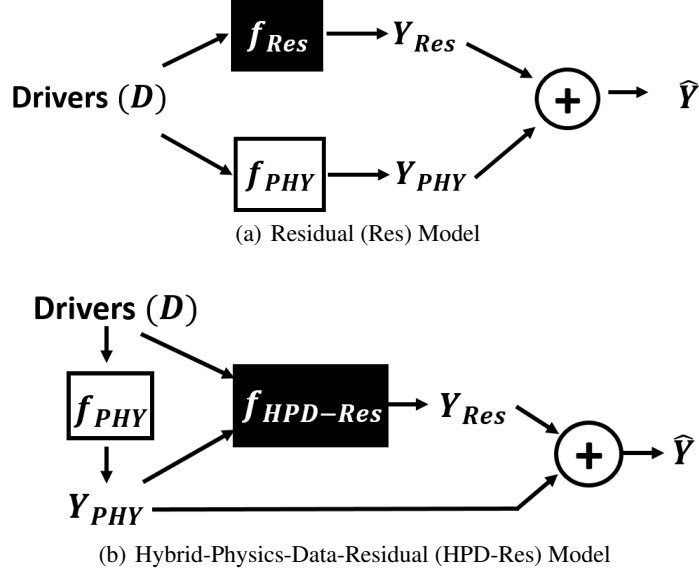 f_Res
Y_Res
Drivers (D)
+
Ŷ
f_PHY
Y_PHY
(a) Residual (Res) Model
Drivers (D)
f_PHY
f_HPD−Res
Y_Res
+
Ŷ
Y_PHY
(b) Hybrid-Physics-Data-Residual (HPD-Res) Model